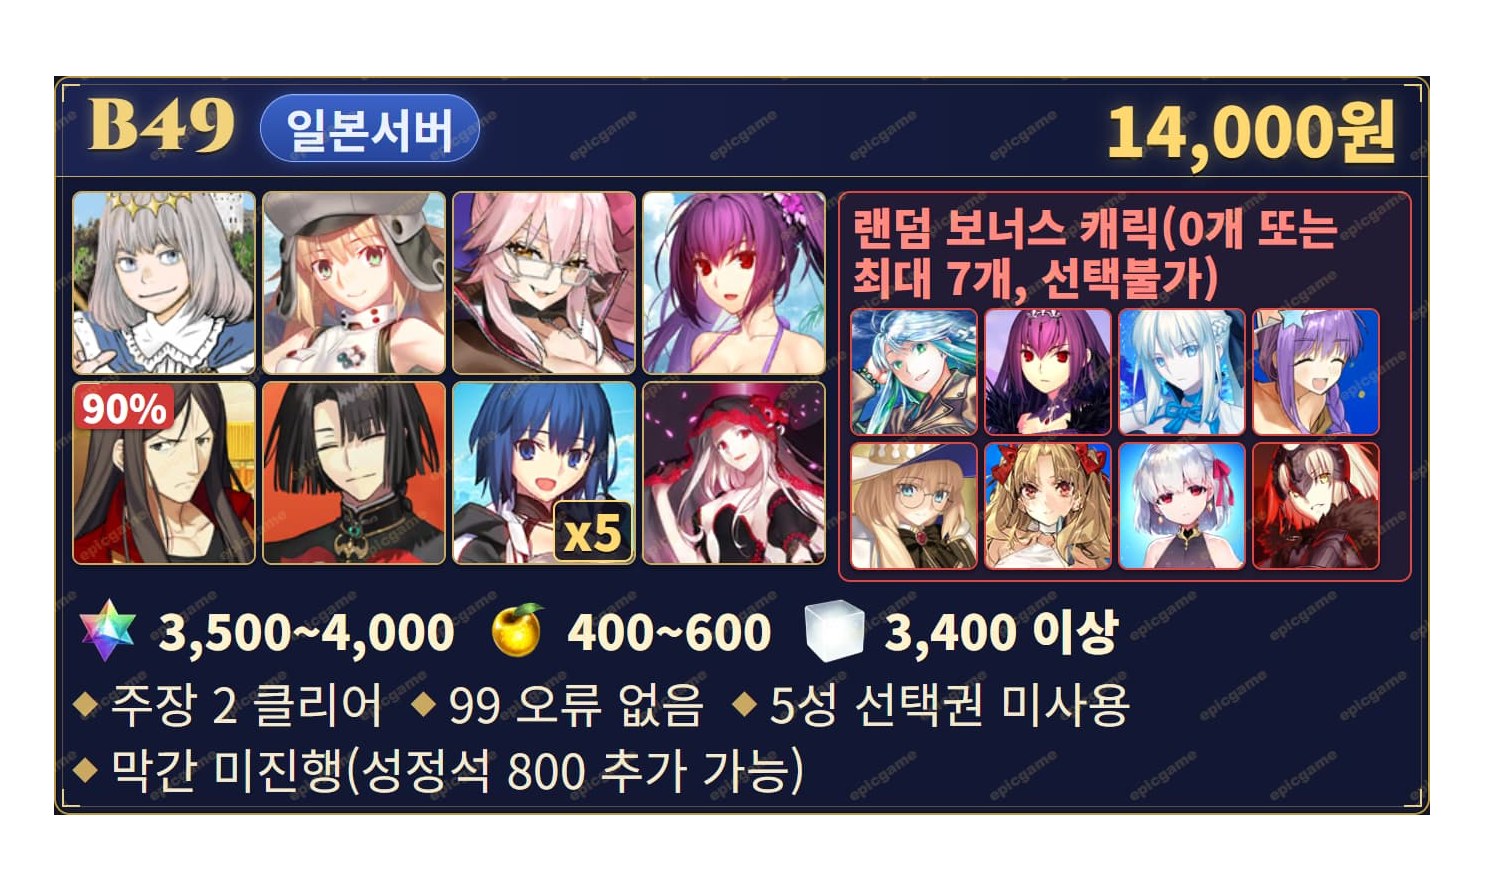 B49 일본서버 14,000원
랜덤 보너스 캐릭(0개 또는
최대 7개, 선택불가)
90%
x5
3,500~4,000 400~600 3,400 이상
◆ 주장 2 클리어 ◆ 99 오류 없음 ◆ 5성 선택권 미사용
◆ 막간 미진행(성정석 800 추가 가능)
epicgame